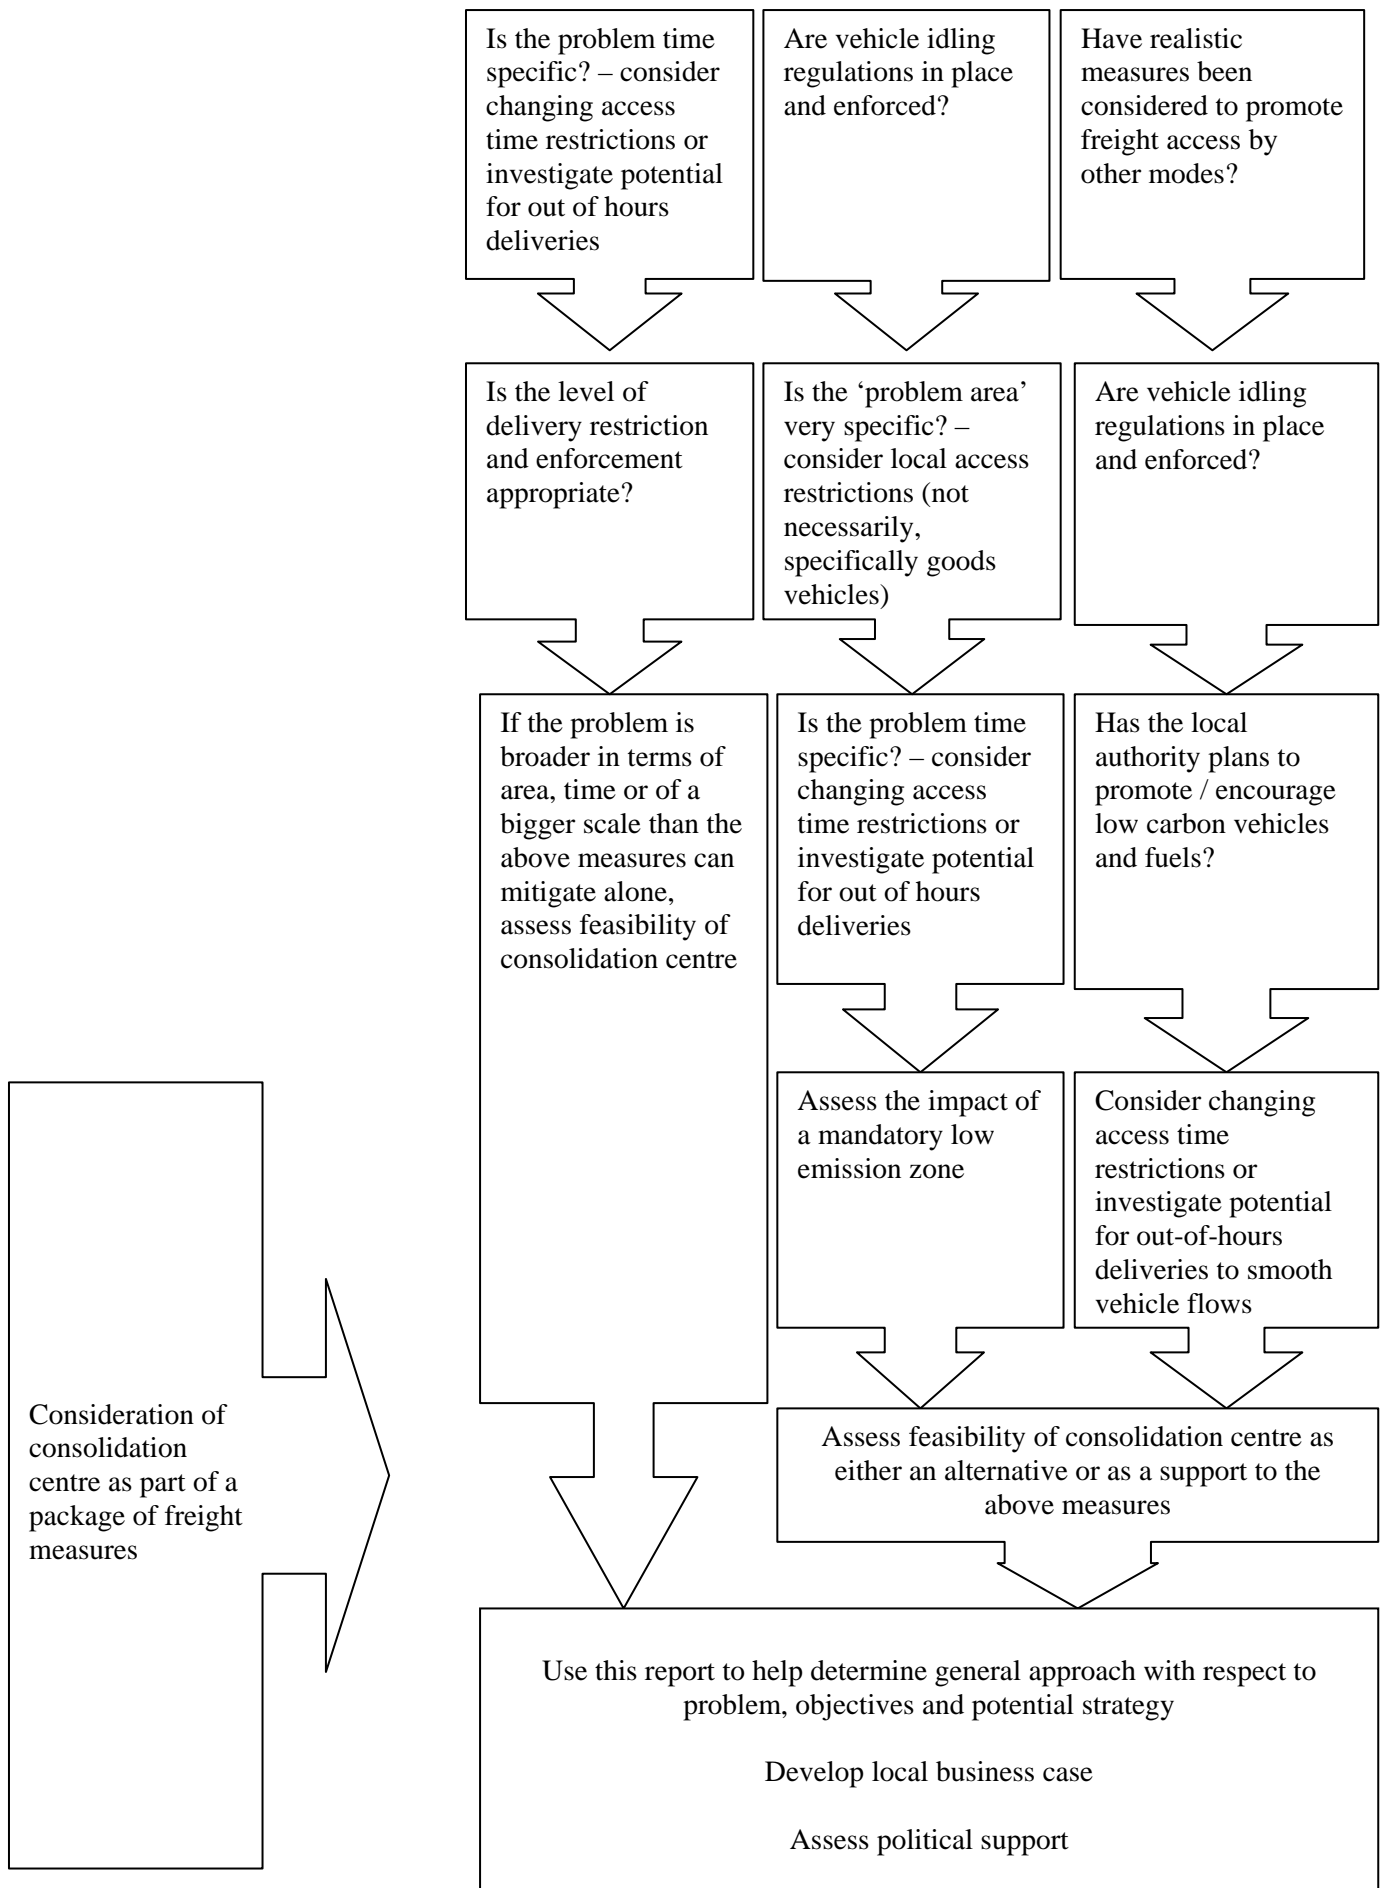 Is the problem time
specific? – consider
changing access
time restrictions or
investigate potential
for out of hours
deliveries
Are vehicle idling
regulations in place
and enforced?
Have realistic
measures been
considered to promote
freight access by
other modes?
Is the level of
delivery restriction
and enforcement
appropriate?
Is the ‘problem area’
very specific? –
consider local access
restrictions (not
necessarily,
specifically goods
vehicles)
Are vehicle idling
regulations in place
and enforced?
If the problem is
broader in terms of
area, time or of a
bigger scale than the
above measures can
mitigate alone,
assess feasibility of
consolidation centre
Is the problem time
specific? – consider
changing access
time restrictions or
investigate potential
for out of hours
deliveries
Has the local
authority plans to
promote / encourage
low carbon vehicles
and fuels?
Assess the impact of
a mandatory low
emission zone
Consider changing
access time
restrictions or
investigate potential
for out-of-hours
deliveries to smooth
vehicle flows
Consideration of
consolidation
centre as part of a
package of freight
measures
Assess feasibility of consolidation centre as
either an alternative or as a support to the
above measures
Use this report to help determine general approach with respect to
problem, objectives and potential strategy
Develop local business case
Assess political support